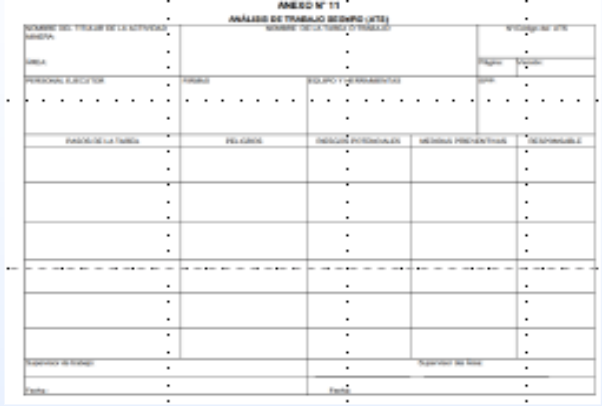 ANEXO N° 11
ANÁLISIS DE TRABAJO SEGURO (ATS)
NOMBRE DEL TITULAR DE LA ACTIVIDAD MINERA:
NOMBRE DE LA TAREA O TRABAJO
N°/Código del ATS
ÁREA:
Página: Versión:
PERSONAL EJECUTOR FIRMAS EQUIPO Y HERRAMIENTAS EPP:
PASOS DE LA TAREA PELIGROS RIESGOS POTENCIALES MEDIDAS PREVENTIVAS RESPONSABLE
Supervisor de trabajo: Supervisor del Área:
Fecha: Fecha: